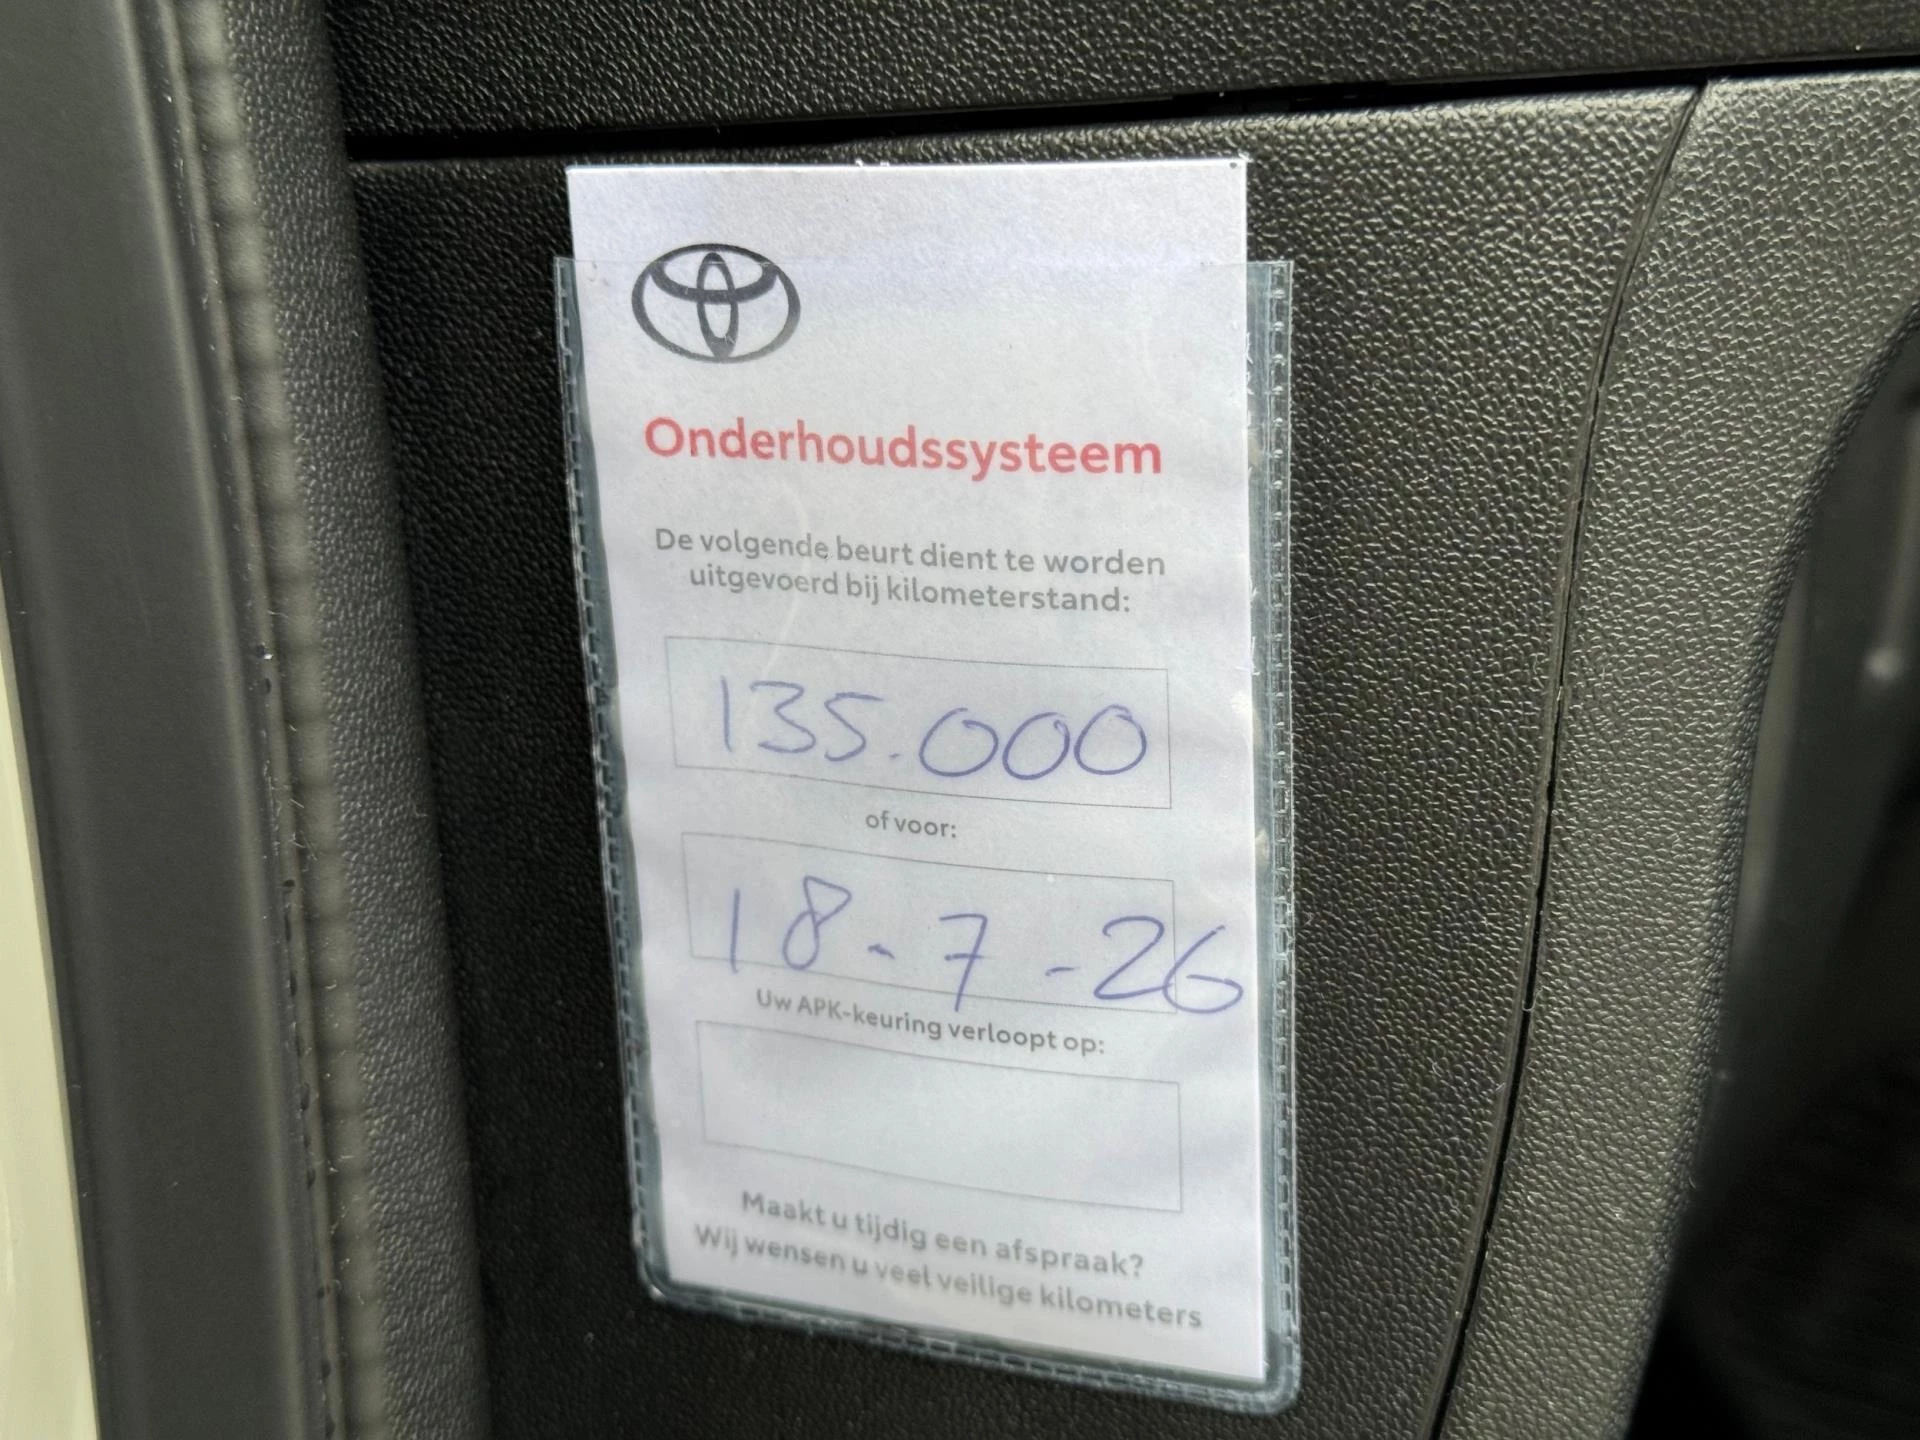 Onderhoudssysteem
De volgende beurt dient te worden
uitgevoerd bij kilometerstand:
135.000
of voor:
18-7-26
Uw APK-keuring verloopt op:
Maakt u tijdig een afspraak?
Wij wensen u veel veilige kilometers